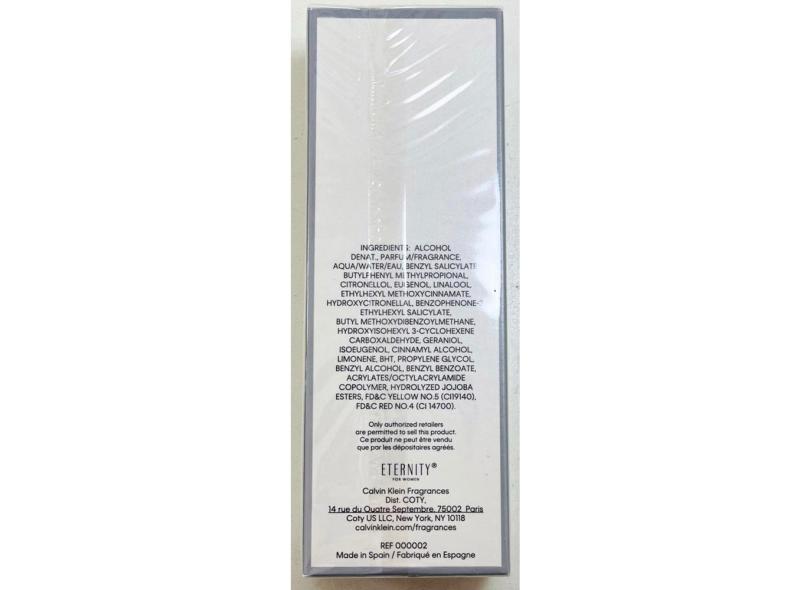 INGREDIENTS: ALCOHOL
DENAT., PARFUM/FRAGRANCE,
AQUA/WATER/EAU, BENZYL SALICYLATE,
BUTYLPHENYL METHYLPROPIONAL,
CITRONELLOL, EUGENOL, LINALOOL,
ETHYLHEXYL METHOXYCINNAMATE,
HYDROXYCITRONELLAL, BENZOPHENONE-3
ETHYLHEXYL SALICYLATE,
BUTYL METHOXYDIBENZOYLMETHANE,
HYDROXYISOHEXYL 3-CYCLOHEXENE
CARBOXALDEHYDE, GERANIOL,
ISOEUGENOL, CINNAMYL ALCOHOL,
LIMONENE, BHT, PROPYLENE GLYCOL,
BENZYL ALCOHOL, BENZYL BENZOATE,
ACRYLATES/OCTYLACRYLAMIDE
COPOLYMER, HYDROLYZED JOJOBA
ESTERS, FD&C YELLOW NO.5 (CI19140),
FD&C RED NO.4 (CI 14700).
Only authorized retailers
are permitted to sell this product.
Ce produit ne peut être vendu
que par les dépositaires agréés.
ETERNITY®
FOR WOMEN
Calvin Klein Fragrances
Dist. COTY,
14 rue du Quatre Septembre, 75002 Paris
Coty US LLC, New York, NY 10118
calvinklein.com/fragrances
REF 000002
Made in Spain / Fabriqué en Espagne